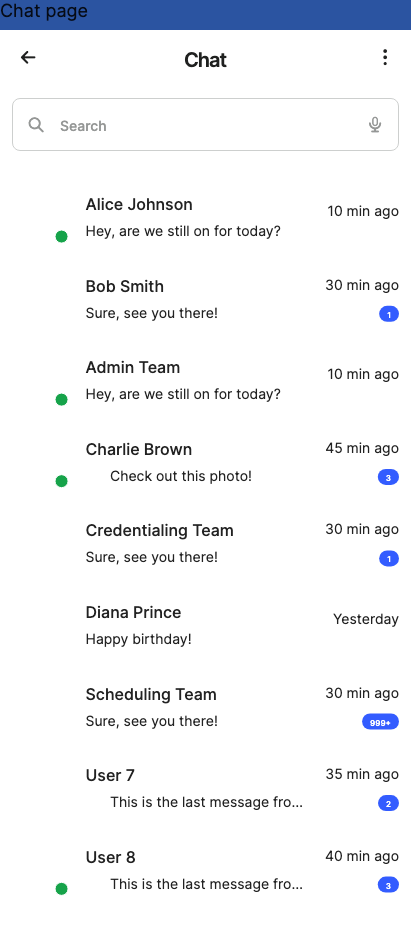 Chat page
Chat
Search
Alice Johnson
10 min ago
Hey, are we still on for today?
Bob Smith
30 min ago
Sure, see you there!
1
Admin Team
10 min ago
Hey, are we still on for today?
Charlie Brown
45 min ago
Check out this photo!
3
Credentialing Team
30 min ago
Sure, see you there!
1
Diana Prince
Yesterday
Happy birthday!
Scheduling Team
30 min ago
Sure, see you there!
999+
User 7
35 min ago
This is the last message fro...
2
User 8
40 min ago
This is the last message fro...
3